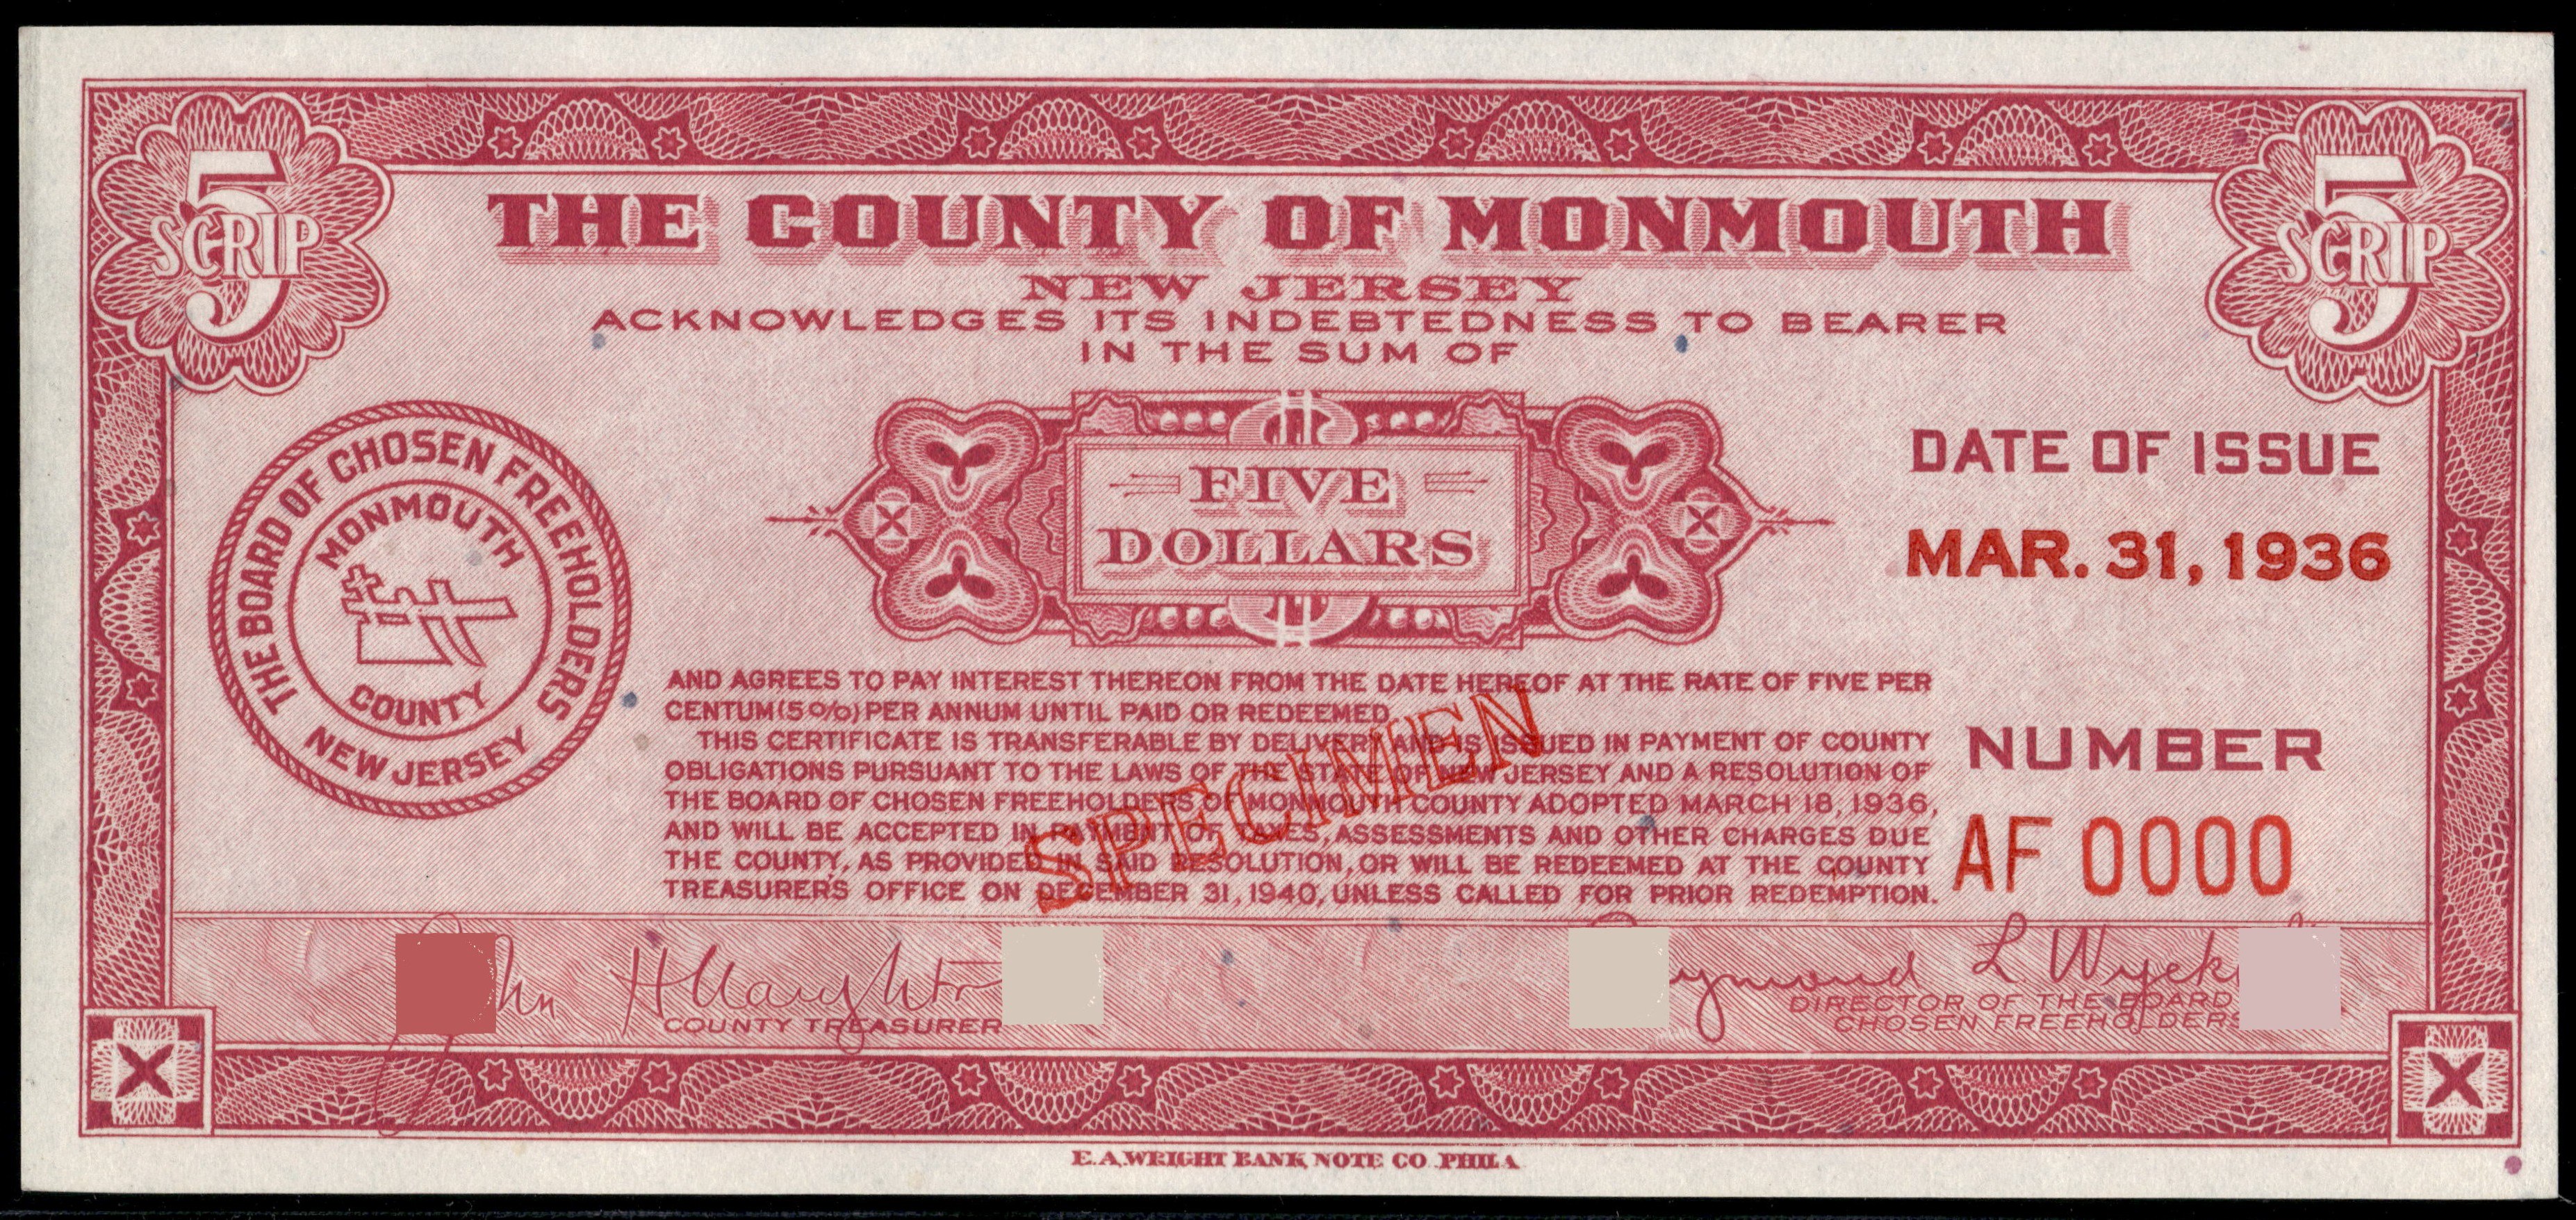 5
SCRIP
5
SCRIP
THE COUNTY OF MONMOUTH
NEW JERSEY
ACKNOWLEDGES ITS INDEBTEDNESS TO BEARER
IN THE SUM OF
THE BOARD OF CHOSEN FREEHOLDERS
MONMOUTH
COUNTY
NEW JERSEY
FIVE
DOLLARS
DATE OF ISSUE
MAR. 31, 1936
AND AGREES TO PAY INTEREST THEREON FROM THE DATE HEREOF AT THE RATE OF FIVE PER
CENTUM (5%) PER ANNUM UNTIL PAID OR REDEEMED.
THIS CERTIFICATE IS TRANSFERABLE BY DELIVERY AND IS ISSUED IN PAYMENT OF COUNTY
OBLIGATIONS PURSUANT TO THE LAWS OF THE STATE OF NEW JERSEY AND A RESOLUTION OF
THE BOARD OF CHOSEN FREEHOLDERS OF MONMOUTH COUNTY ADOPTED MARCH 18, 1936,
AND WILL BE ACCEPTED IN PAYMENT OF TAXES, ASSESSMENTS AND OTHER CHARGES DUE
THE COUNTY, AS PROVIDED IN SAID RESOLUTION, OR WILL BE REDEEMED AT THE COUNTY
TREASURER'S OFFICE ON DECEMBER 31, 1940, UNLESS CALLED FOR PRIOR REDEMPTION.
SPECIMEN
NUMBER
AF 0000
COUNTY TREASURER
L.
DIRECTOR OF THE BOARD
CHOSEN FREEHOLDERS
X
X
E. A. WRIGHT BANK NOTE CO. PHILA.